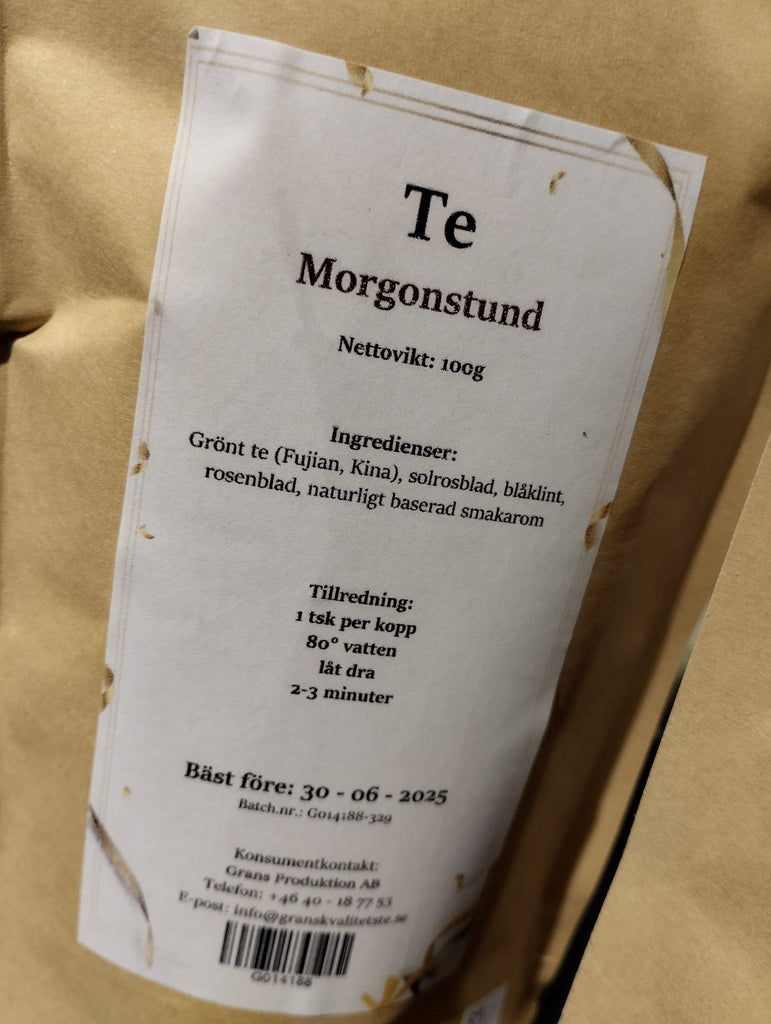 Te
Morgonstund
Nettovikt: 100g
Ingredienser:
Grönt te (Fujian, Kina), solrosblad, blåklint,
rosenblad, naturligt baserad smakarom
Tillredning:
1 tsk per kopp
80° vatten
låt dra
2-3 minuter
Bäst före: 30 - 06 - 2025
Batch.nr.: G014188-329
Konsumentkontakt:
Grans Produktion AB
Telefon: +46 40 - 18 77 53
E-post: info@granskvalitetste.se
G014188